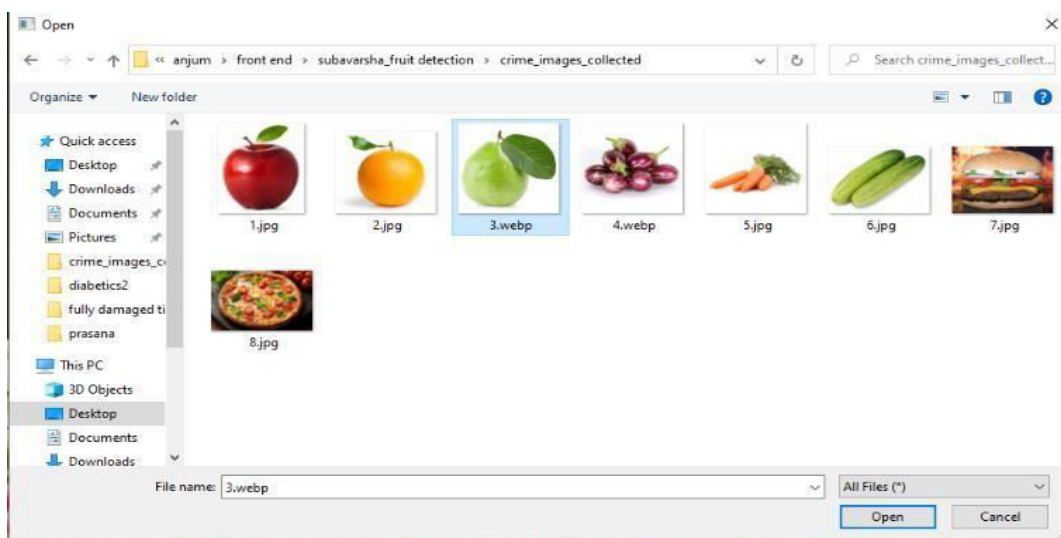 Open
« anjum > front end > subavarsha_fruit detection > crime_images_collected
Search crime_images_collect...
Organize
New folder
Quick access
Desktop
Downloads
Documents
Pictures
crime_images_c
diabetics2
fully damaged ti
prasana
This PC
3D Objects
Desktop
Documents
Downloads
1.jpg
2.jpg
3.webp
4.webp
5.jpg
6.jpg
7.jpg
8.jpg
File name: 3.webp
All Files (*)
Open
Cancel